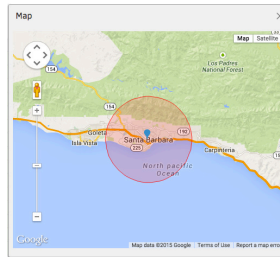 Map
Map Satellite
Los Padres
National Forest
154
154
192
Goleta
Santa Barbara
Isla Vista
225
Carpinteria
North pacific
Ocean
Google
Map data ©2015 Google Terms of Use Report a map error